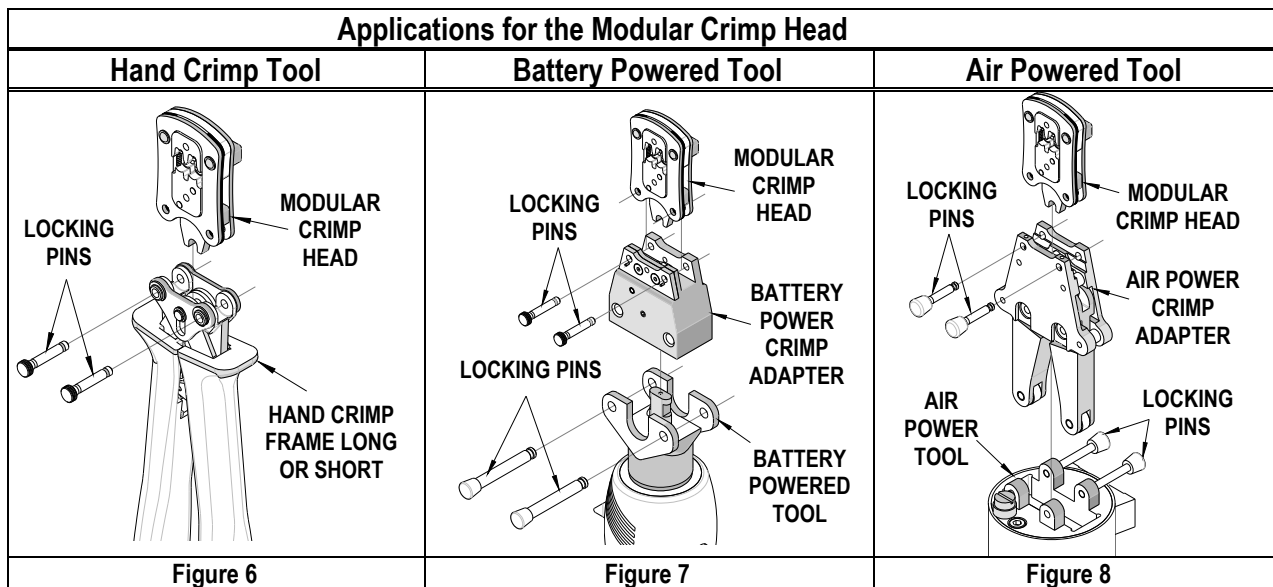 Applications for the Modular Crimp Head
Hand Crimp Tool
Battery Powered Tool
Air Powered Tool
LOCKING
PINS
MODULAR
CRIMP
HEAD
HAND CRIMP
FRAME LONG
OR SHORT
LOCKING
PINS
MODULAR
CRIMP
HEAD
BATTERY
POWER
CRIMP
ADAPTER
LOCKING PINS
BATTERY
POWERED
TOOL
LOCKING
PINS
MODULAR
CRIMP HEAD
AIR POWER
CRIMP
ADAPTER
AIR
POWER
TOOL
LOCKING
PINS
Figure 6
Figure 7
Figure 8